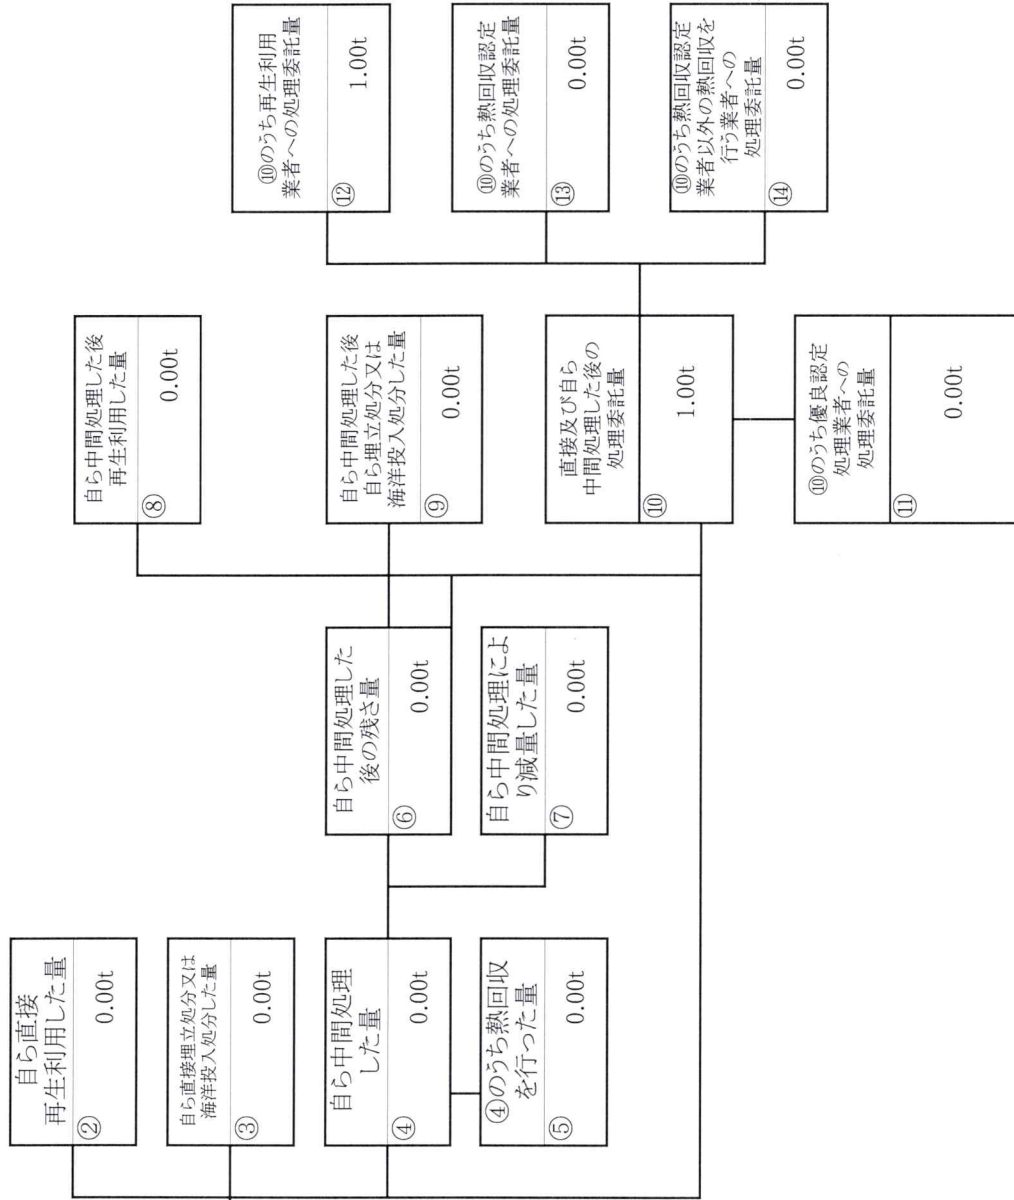 自ら直接
再生利用した量
②
0.00t
自ら直接埋立処分又は
海洋投入処分した量
③
0.00t
自ら中間処理
した量
④
0.00t
④のうち熱回収
を行った量
⑤
0.00t
自ら中間処理した
後の残さ量
⑥
0.00t
自ら中間処理によ
り減量した量
⑦
0.00t
自ら中間処理した後
再生利用した量
⑧
0.00t
自ら中間処理した後
自ら埋立処分又は
海洋投入処分した量
⑨
0.00t
直接及び自ら
中間処理した後の
処理委託量
⑩
1.00t
⑩のうち優良認定
処理業者への
処理委託量
⑪
0.00t
⑩のうち再生利用
業者への処理委託量
⑫
1.00t
⑩のうち熱回収認定
業者への処理委託量
⑬
0.00t
⑩のうち熱回収認定
業者以外の熱回収を
行う業者への
処理委託量
⑭
0.00t